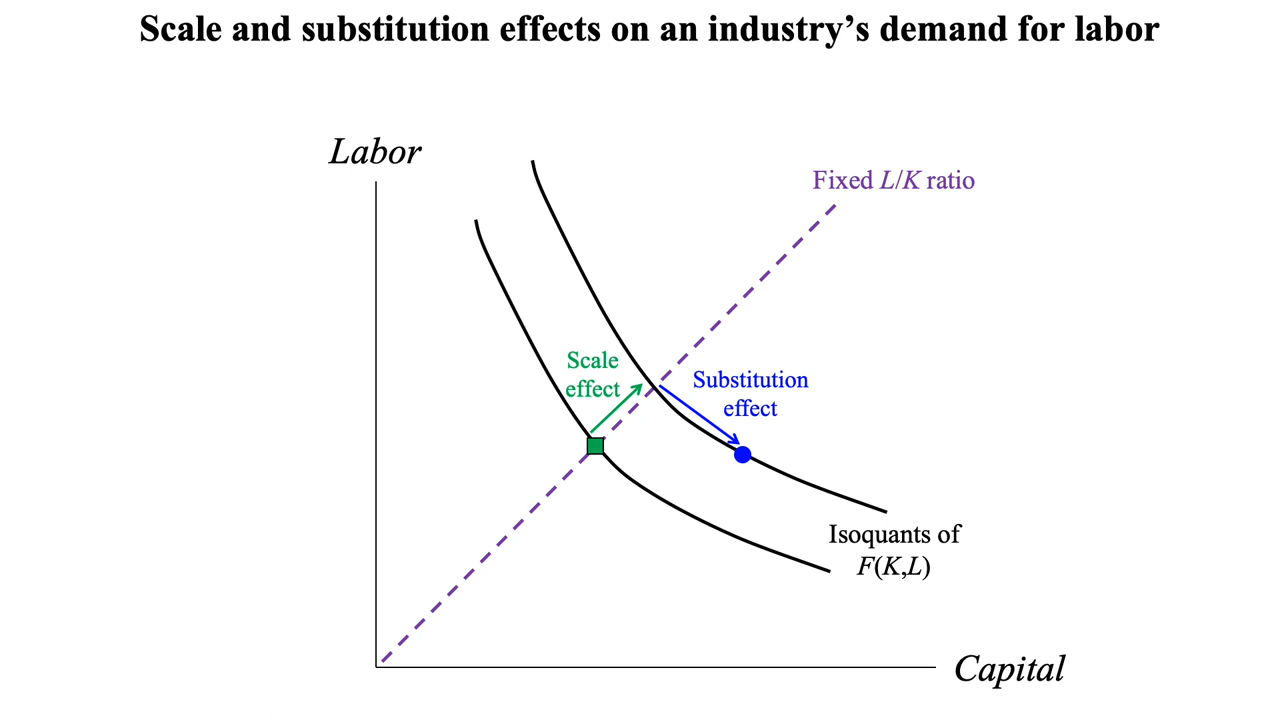 Scale and substitution effects on an industry’s demand for labor
Labor
Fixed L/K ratio
Scale
effect
Substitution
effect
Isoquants of
F(K,L)
Capital